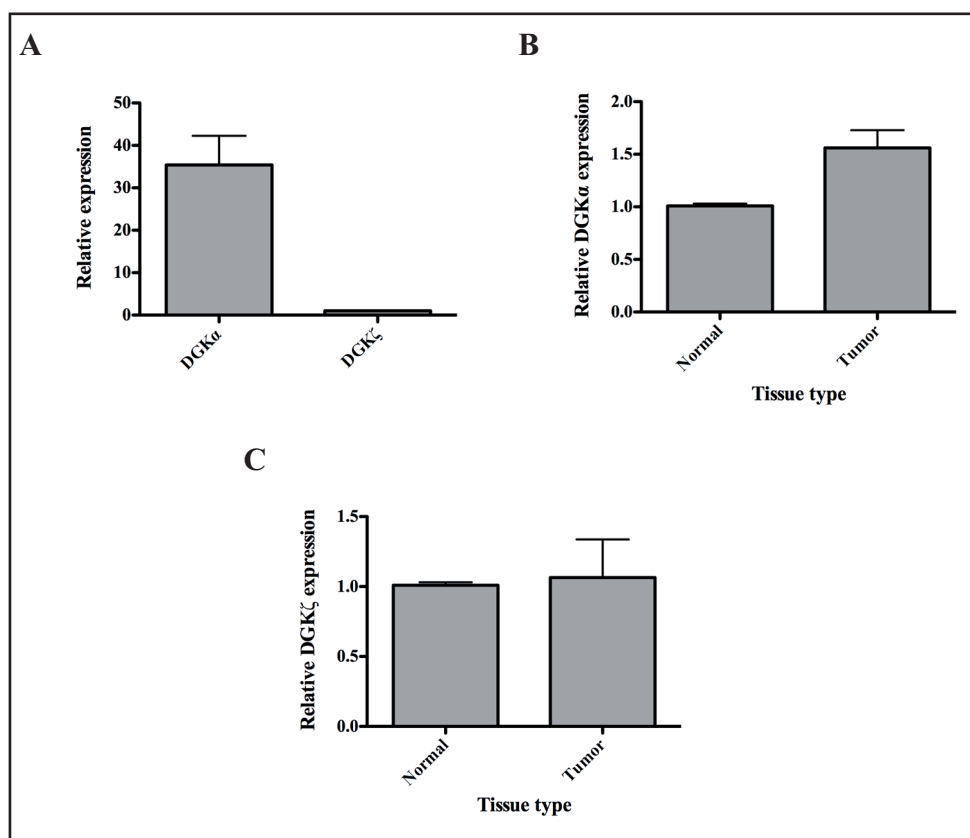 A
Relative expression
50
40
30
20
10
0
DGKα
DGKζ
B
Relative DGKα expression
2.0
1.5
1.0
0.5
0.0
Normal
Tumor
Tissue type
C
Relative DGKζ expression
1.5
1.0
0.5
0.0
Normal
Tumor
Tissue type